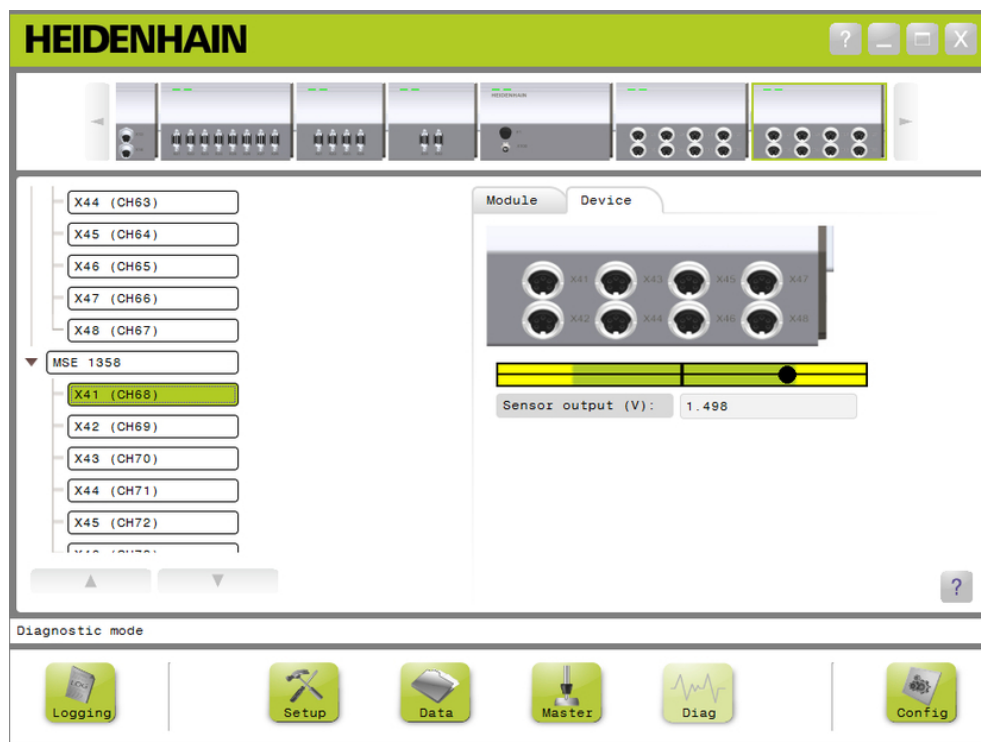 HEIDENHAIN
? X
HEIDENHAIN
X44 (CH63)
X45 (CH64)
X46 (CH65)
X47 (CH66)
X48 (CH67)
MSE 1358
X41 (CH68)
X42 (CH69)
X43 (CH70)
X44 (CH71)
X45 (CH72)
Module Device
X41 X43 X45 X47
X42 X44 X46 X48
Sensor output (V): 1.498
?
Diagnostic mode
LOG
Logging Setup Data Master Diag Config